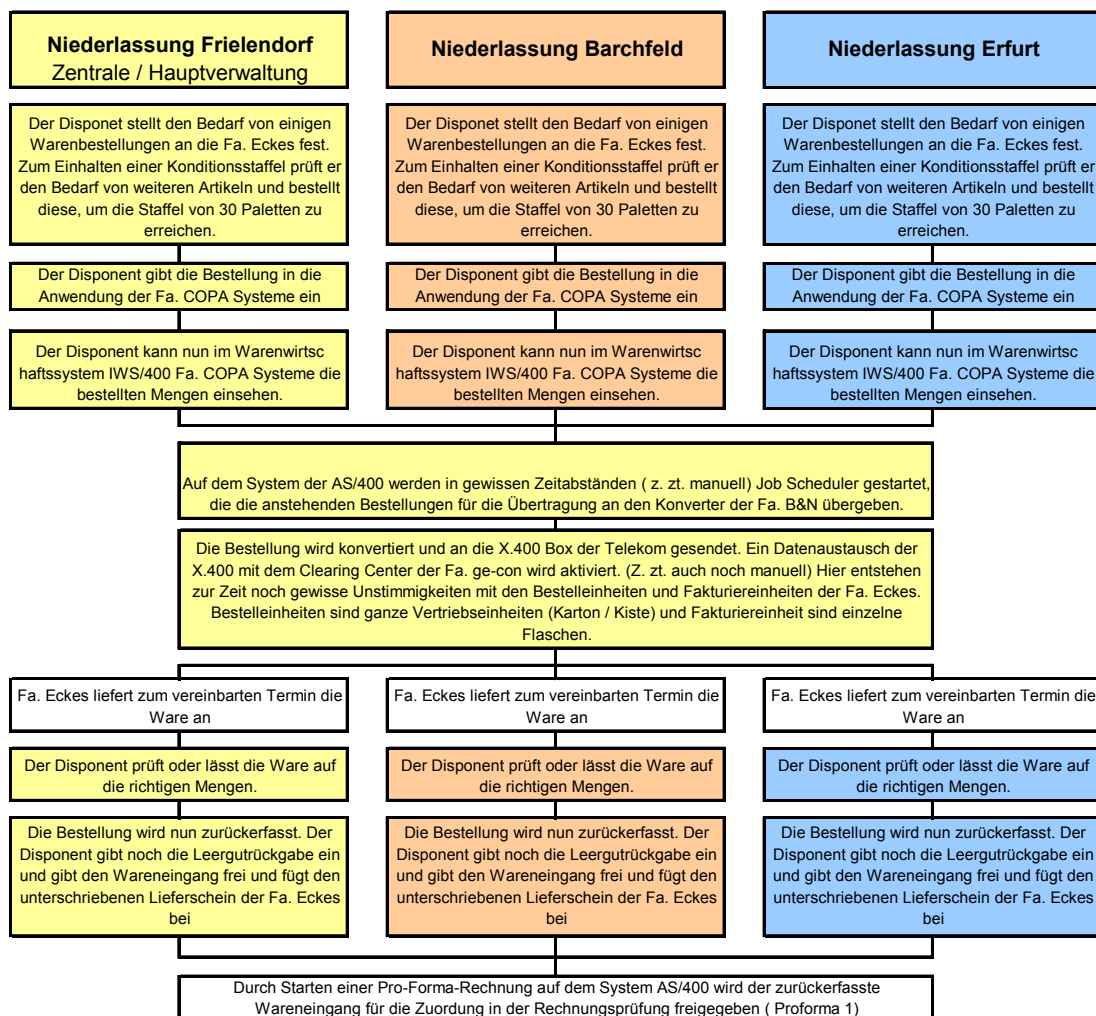 Niederlassung Frielendorf
Zentrale / Hauptverwaltung
Niederlassung Barchfeld
Niederlassung Erfurt
Der Disponet stellt den Bedarf von einigen
Warenbestellungen an die Fa. Eckes fest.
Zum Einhalten einer Konditionsstaffel prüft er
den Bedarf von weiteren Artikeln und bestellt
diese, um die Staffel von 30 Paletten zu
erreichen.
Der Disponet stellt den Bedarf von einigen
Warenbestellungen an die Fa. Eckes fest.
Zum Einhalten einer Konditionsstaffel prüft er
den Bedarf von weiteren Artikeln und bestellt
diese, um die Staffel von 30 Paletten zu
erreichen.
Der Disponet stellt den Bedarf von einigen
Warenbestellungen an die Fa. Eckes fest.
Zum Einhalten einer Konditionsstaffel prüft er
den Bedarf von weiteren Artikeln und bestellt
diese, um die Staffel von 30 Paletten zu
erreichen.
Der Disponent gibt die Bestellung in die
Anwendung der Fa. COPA Systeme ein
Der Disponent gibt die Bestellung in die
Anwendung der Fa. COPA Systeme ein
Der Disponent gibt die Bestellung in die
Anwendung der Fa. COPA Systeme ein
Der Disponent kann nun im Warenwirtsc
haftssystem IWS/400 Fa. COPA Systeme die
bestellten Mengen einsehen.
Der Disponent kann nun im Warenwirtsc
haftssystem IWS/400 Fa. COPA Systeme die
bestellten Mengen einsehen.
Der Disponent kann nun im Warenwirtsc
haftssystem IWS/400 Fa. COPA Systeme die
bestellten Mengen einsehen.
Auf dem System der AS/400 werden in gewissen Zeitabständen ( z. zt. manuell) Job Scheduler gestartet,
die die anstehenden Bestellungen für die Übertragung an den Konverter der Fa. B&N übergeben.
Die Bestellung wird konvertiert und an die X.400 Box der Telekom gesendet. Ein Datenaustausch der
X.400 mit dem Clearing Center der Fa. ge-con wird aktiviert. (Z. zt. auch noch manuell) Hier entstehen
zur Zeit noch gewisse Unstimmigkeiten mit den Bestelleinheiten und Fakturiereinheiten der Fa. Eckes.
Bestelleinheiten sind ganze Vertriebseinheiten (Karton / Kiste) und Fakturiereinheit sind einzelne
Flaschen.
Fa. Eckes liefert zum vereinbarten Termin die
Ware an
Fa. Eckes liefert zum vereinbarten Termin die
Ware an
Fa. Eckes liefert zum vereinbarten Termin die
Ware an
Der Disponent prüft oder lässt die Ware auf
die richtigen Mengen.
Der Disponent prüft oder lässt die Ware auf
die richtigen Mengen.
Der Disponent prüft oder lässt die Ware auf
die richtigen Mengen.
Die Bestellung wird nun zurückerfasst. Der
Disponent gibt noch die Leergutrückgabe ein
und gibt den Wareneingang frei und fügt den
unterschriebenen Lieferschein der Fa. Eckes
bei
Die Bestellung wird nun zurückerfasst. Der
Disponent gibt noch die Leergutrückgabe ein
und gibt den Wareneingang frei und fügt den
unterschriebenen Lieferschein der Fa. Eckes
bei
Die Bestellung wird nun zurückerfasst. Der
Disponent gibt noch die Leergutrückgabe ein
und gibt den Wareneingang frei und fügt den
unterschriebenen Lieferschein der Fa. Eckes
bei
Durch Starten einer Pro-Forma-Rechnung auf dem System AS/400 wird der zurückerfasste
Wareneingang für die Zuordung in der Rechnungsprüfung freigegeben ( Proforma 1)